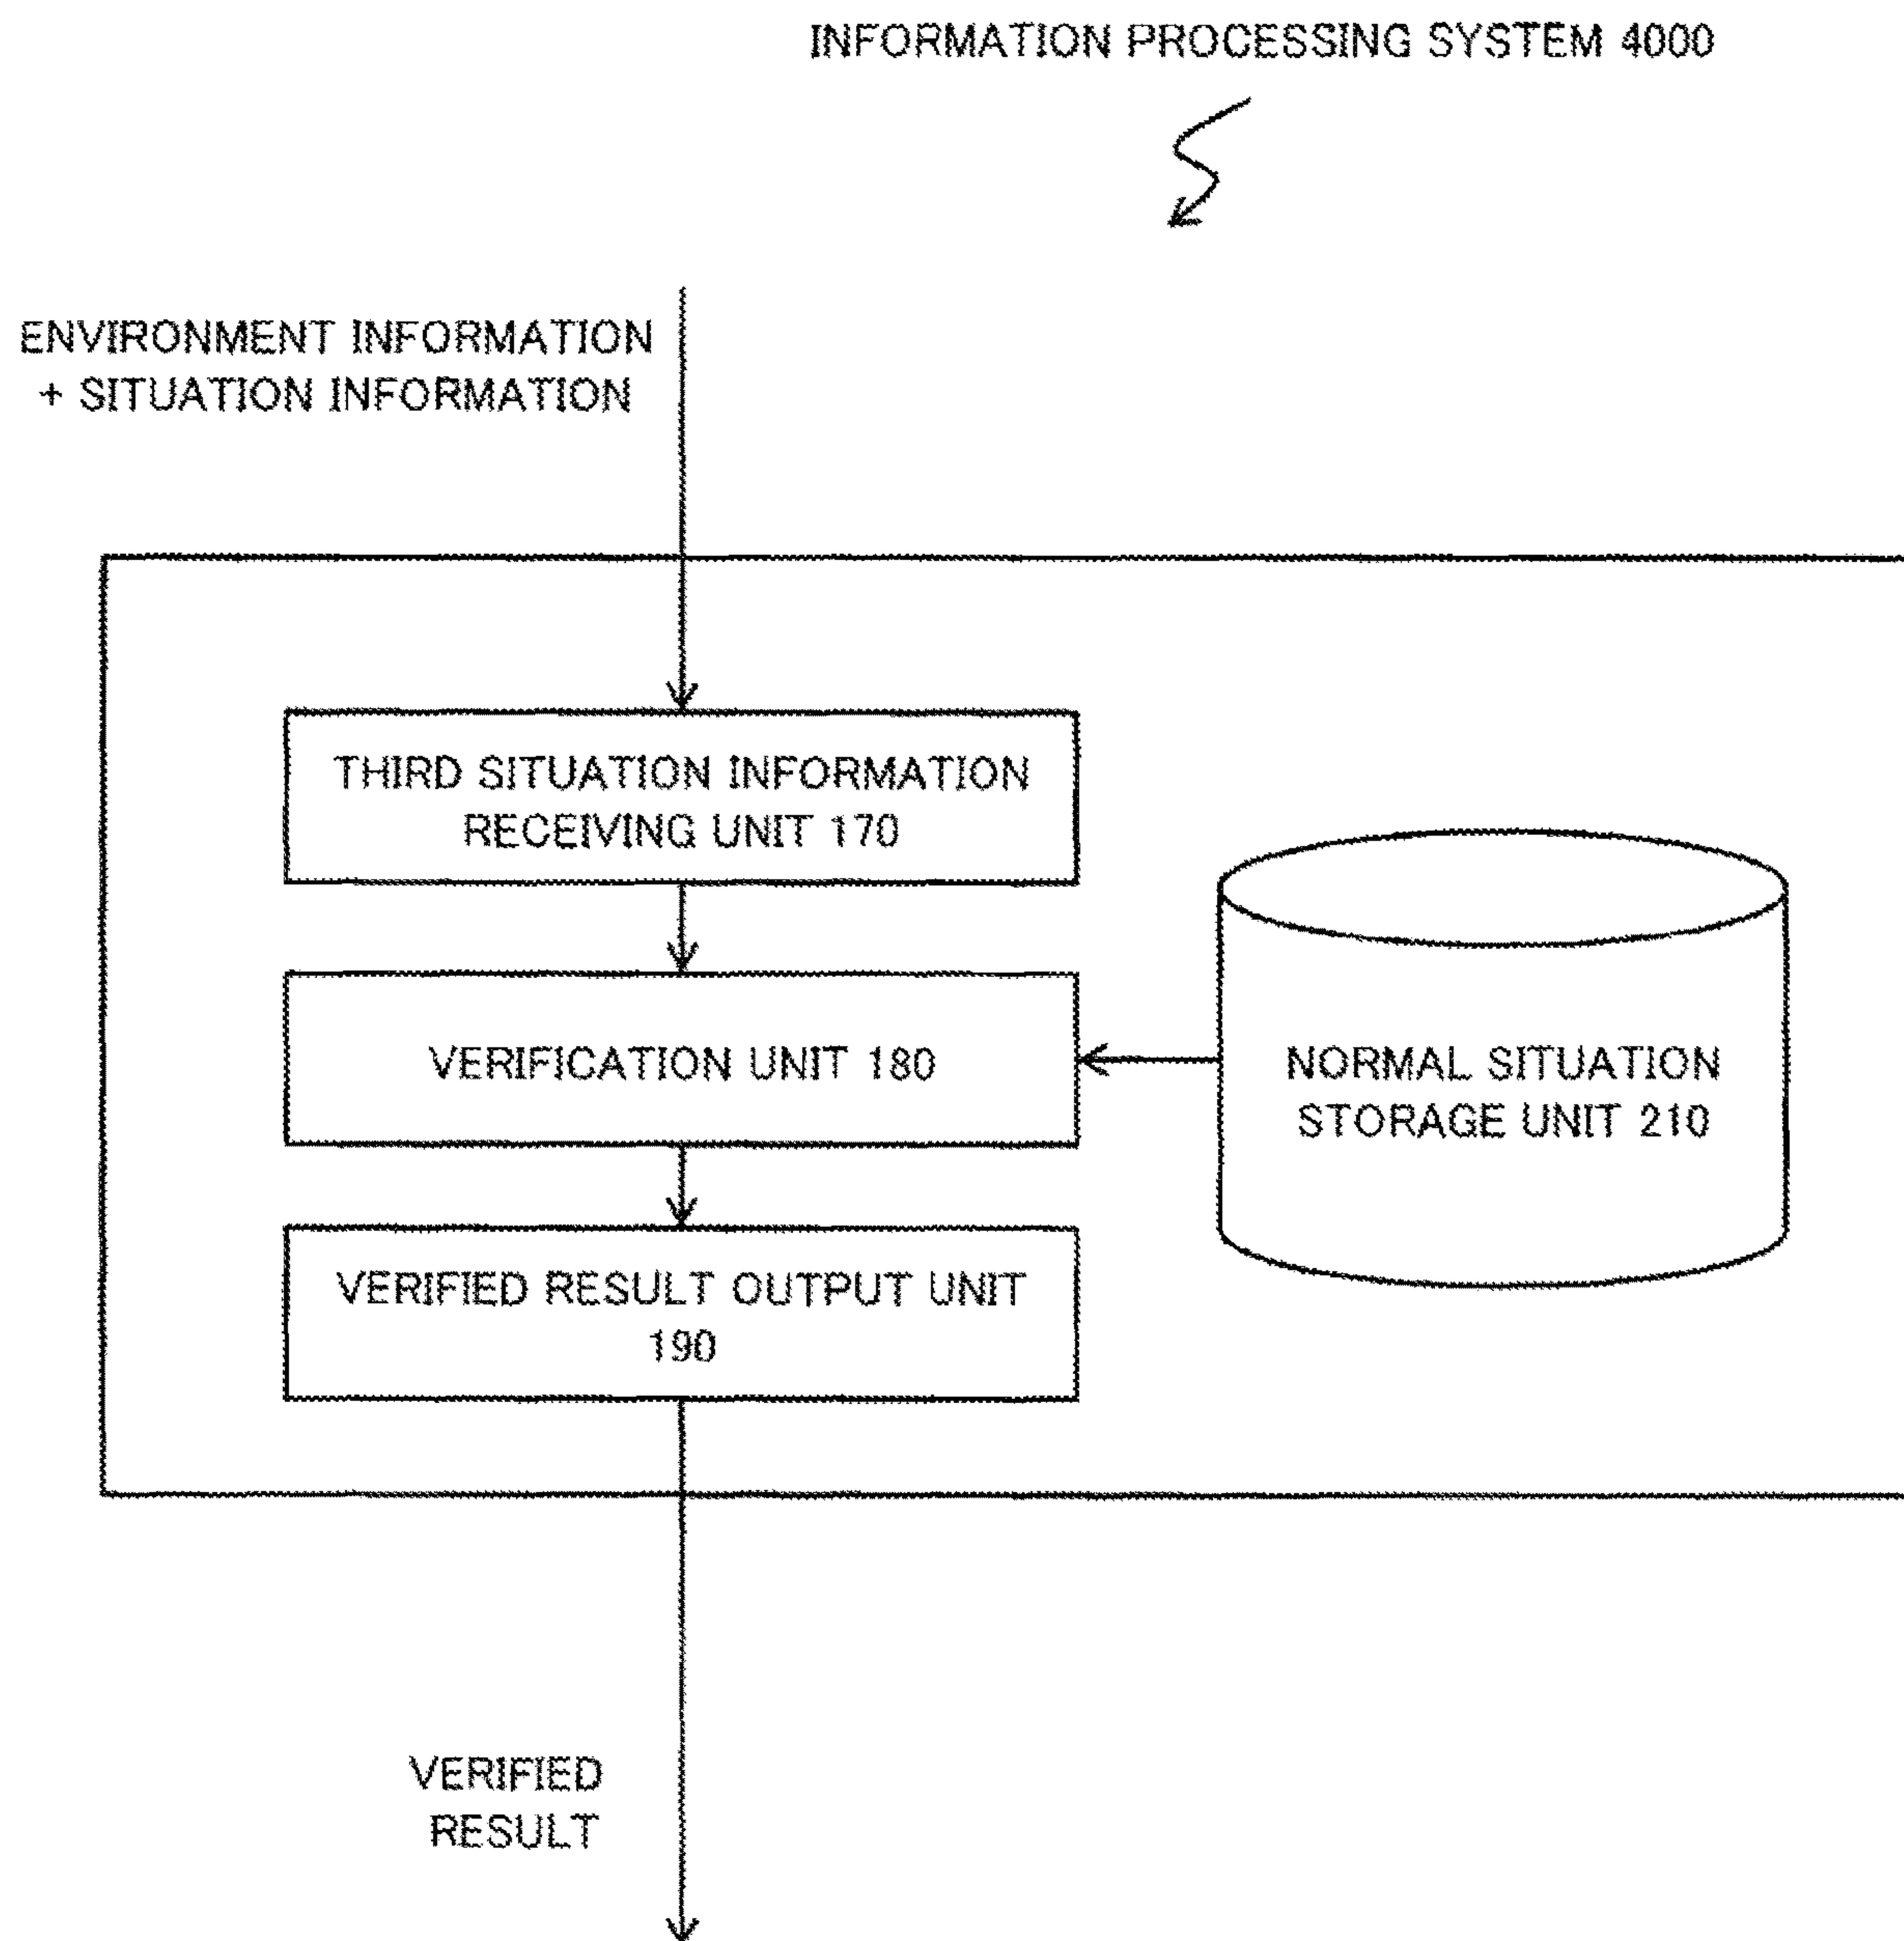 INFORMATION PROCESSING SYSTEM 4000
ENVIRONMENT INFORMATION
+ SITUATION INFORMATION
THIRD SITUATION INFORMATION
RECEIVING UNIT 170
VERIFICATION UNIT 180
NORMAL SITUATION
STORAGE UNIT 210
VERIFIED RESULT OUTPUT UNIT
190
VERIFIED
RESULT